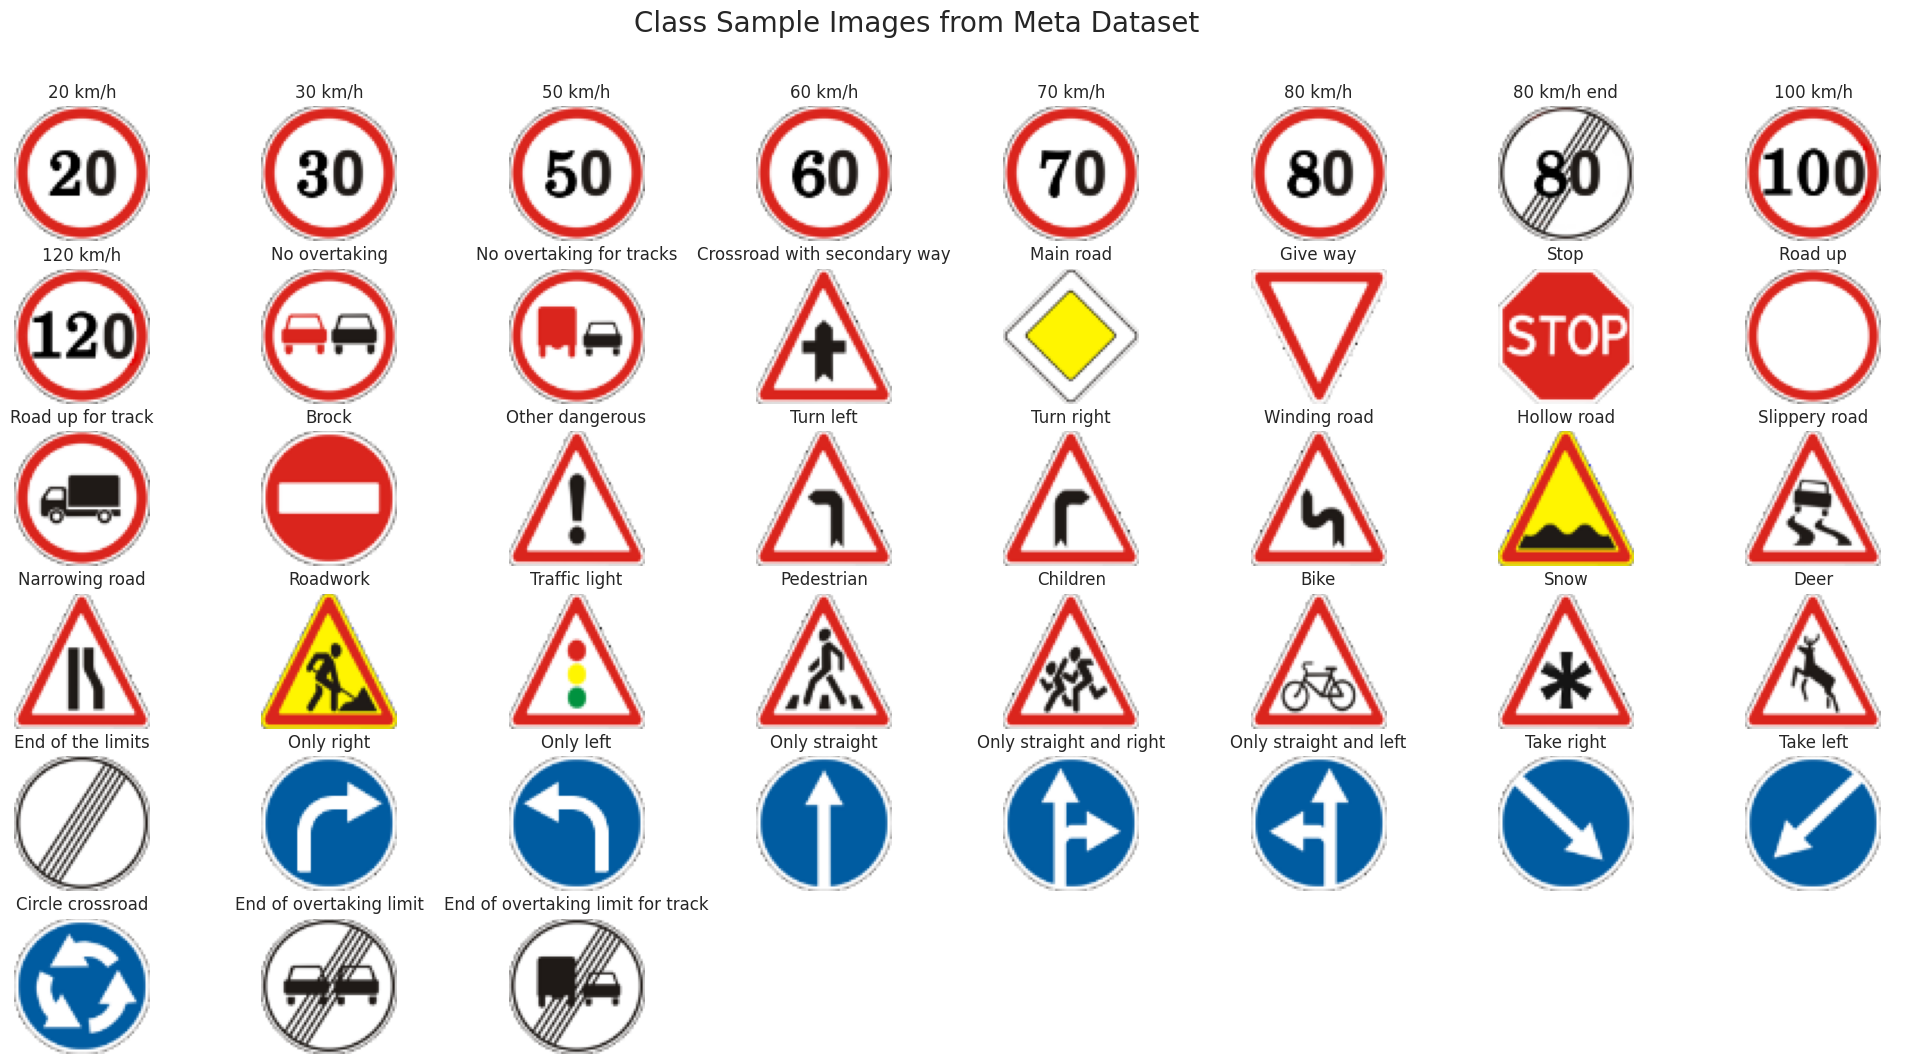 Class Sample Images from Meta Dataset
20 km/h 30 km/h 50 km/h 60 km/h 70 km/h 80 km/h 80 km/h end 100 km/h
20 30 50 60 70 80 80 100
120 km/h No overtaking No overtaking for tracks Crossroad with secondary way Main road Give way Stop Road up
120 STOP
Road up for track Brock Other dangerous Turn left Turn right Winding road Hollow road Slippery road
Narrowing road Roadwork Traffic light Pedestrian Children Bike Snow Deer
End of the limits Only right Only left Only straight Only straight and right Only straight and left Take right Take left
Circle crossroad End of overtaking limit End of overtaking limit for track